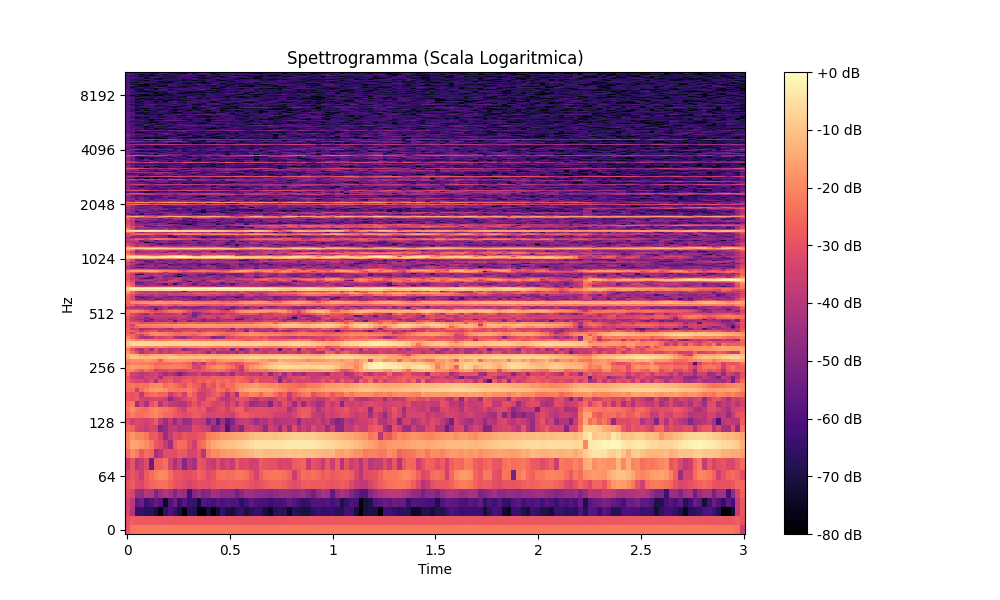 Spettrogramma (Scala Logaritmica)
Hz
8192
4096
2048
1024
512
256
128
64
0
0
0.5
1
1.5
2
2.5
3
Time
+0 dB
-10 dB
-20 dB
-30 dB
-40 dB
-50 dB
-60 dB
-70 dB
-80 dB